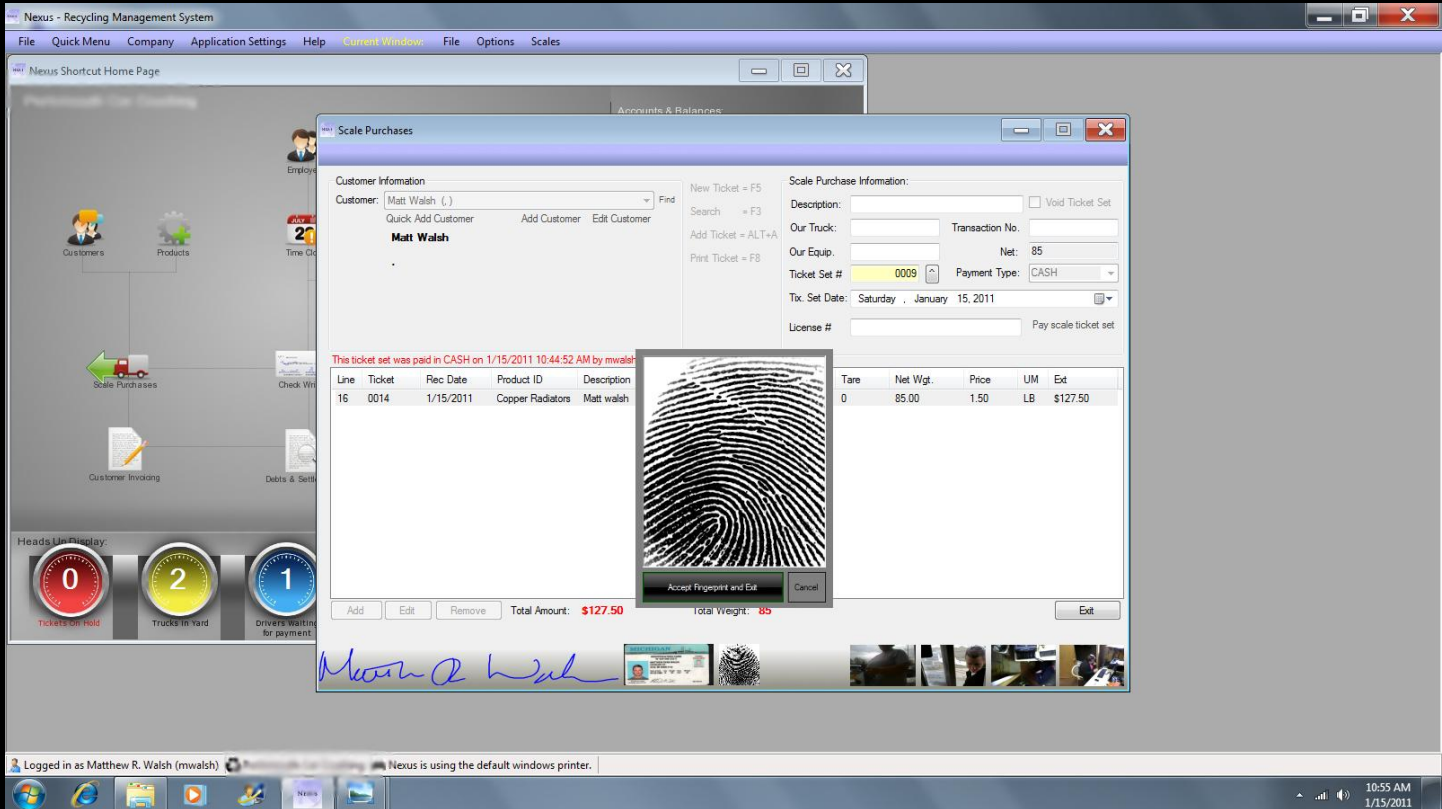 Nexus - Recycling Management System
File Quick Menu Company Application Settings Help Current Window: File Options Scales
Nexus Shortcut Home Page
Accounts & Balances:
Employe
Customers
Products
Time Clo
Scale Purchases
Check Wri
Customer Invoicing
Debts & Settl
Heads Up Display:
0
2
1
Tickets On Hold
Trucks In Yard
Drivers Waiting
for payment
Scale Purchases
Customer Information
Customer: Matt Walsh (, ) Find
Quick Add Customer Add Customer Edit Customer
Matt Walsh
.
New Ticket = F5
Search = F3
Add Ticket = ALT+A
Print Ticket = F8
Scale Purchase Information:
Description: Void Ticket Set
Our Truck: Transaction No.
Our Equip. Net: 85
Ticket Set # 0009 Payment Type: CASH
Tix. Set Date: Saturday , January 15, 2011
License # Pay scale ticket set
This ticket set was paid in CASH on 1/15/2011 10:44:52 AM by mwalsh
Line Ticket Rec Date Product ID Description Tare Net Wgt. Price UM Ext
16 0014 1/15/2011 Copper Radiators Matt walsh 0 85.00 1.50 LB $127.50
Accept Fingerprint and Exit Cancel
Add Edit Remove Total Amount: $127.50 Total Weight: 85 Exit
MICHIGAN
Logged in as Matthew R. Walsh (mwalsh) Nexus is using the default windows printer.
NEXUS
10:55 AM
1/15/2011